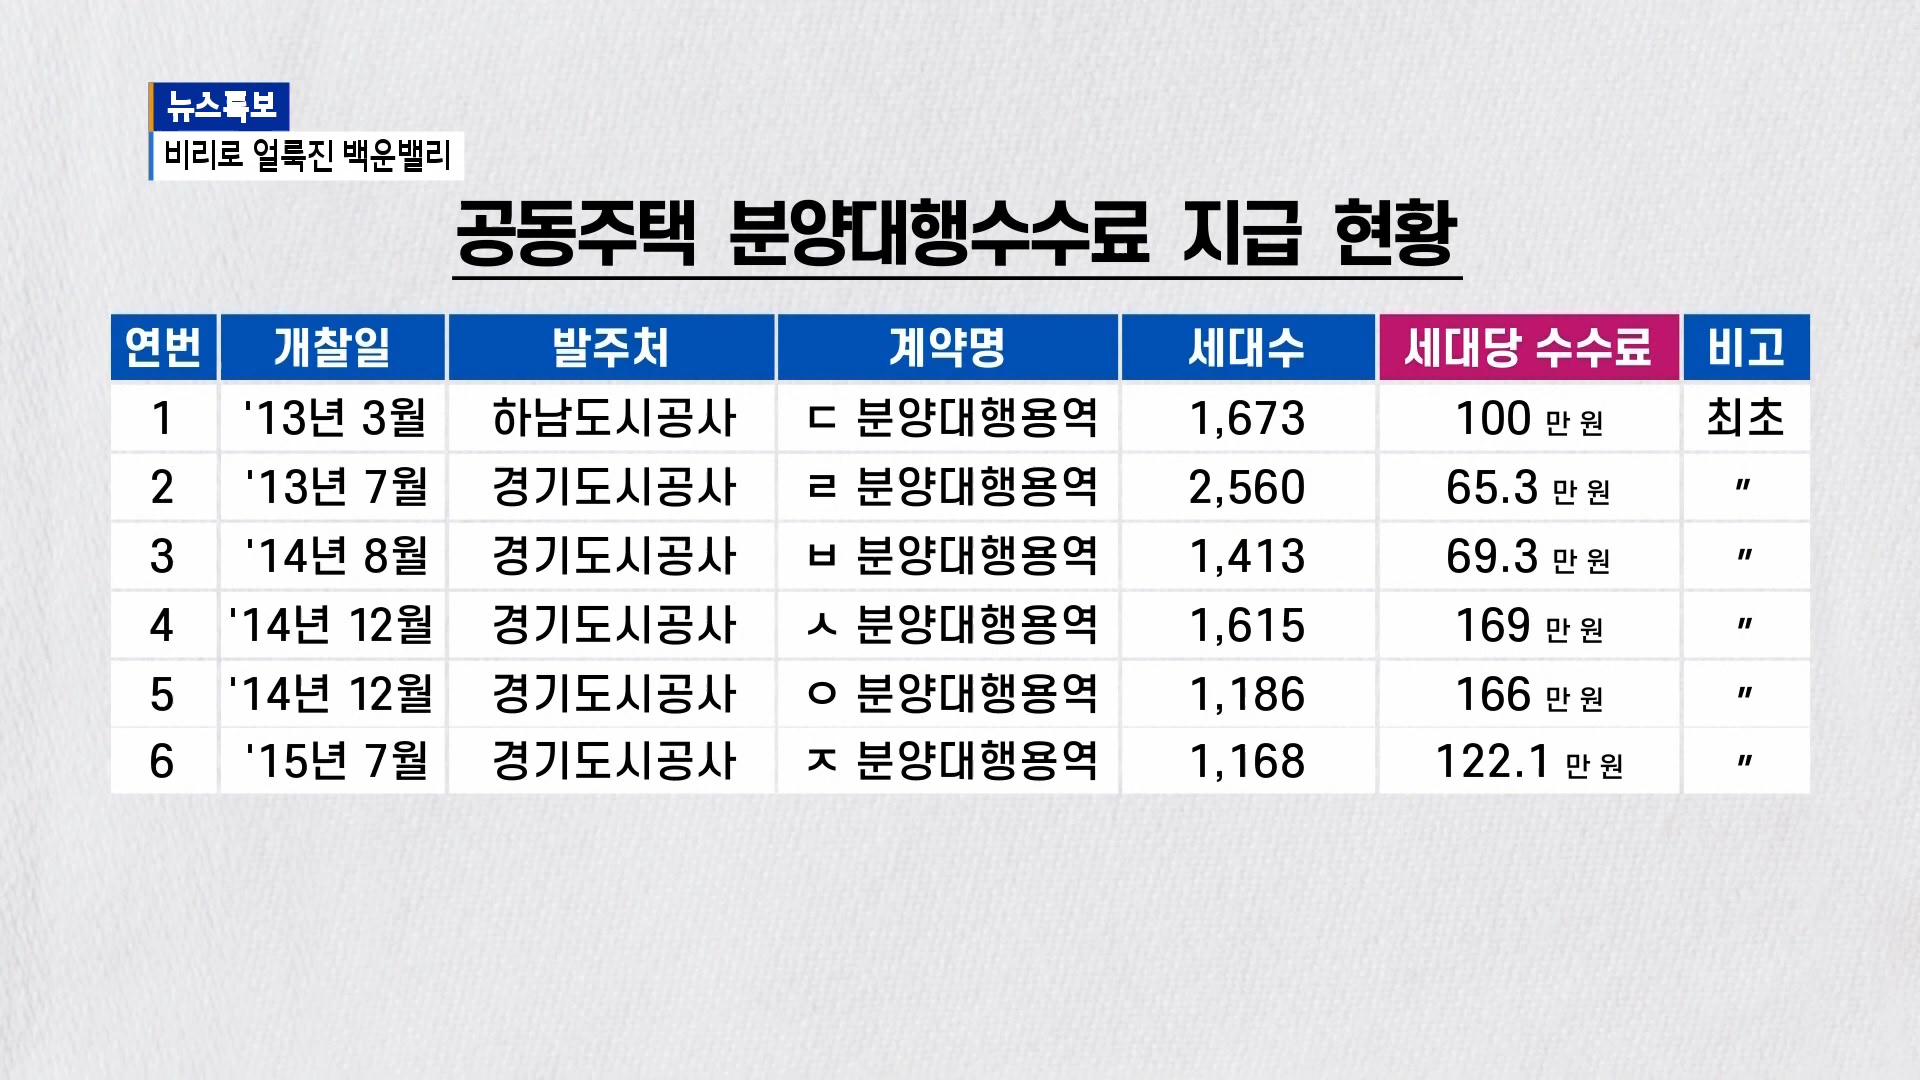 뉴스특보
비리로 얼룩진 백운밸리
공동주택 분양대행수수료 지급 현황
연번 개찰일 발주처 계약명 세대수 세대당 수수료 비고
1 '13년 3월 하남도시공사 ㄷ 분양대행용역 1,673 100 만 원 최초
2 '13년 7월 경기도시공사 ㄹ 분양대행용역 2,560 65.3 만 원 〃
3 '14년 8월 경기도시공사 ㅂ 분양대행용역 1,413 69.3 만 원 〃
4 '14년 12월 경기도시공사 ㅅ 분양대행용역 1,615 169 만 원 〃
5 '14년 12월 경기도시공사 ㅇ 분양대행용역 1,186 166 만 원 〃
6 '15년 7월 경기도시공사 ㅈ 분양대행용역 1,168 122.1 만 원 〃